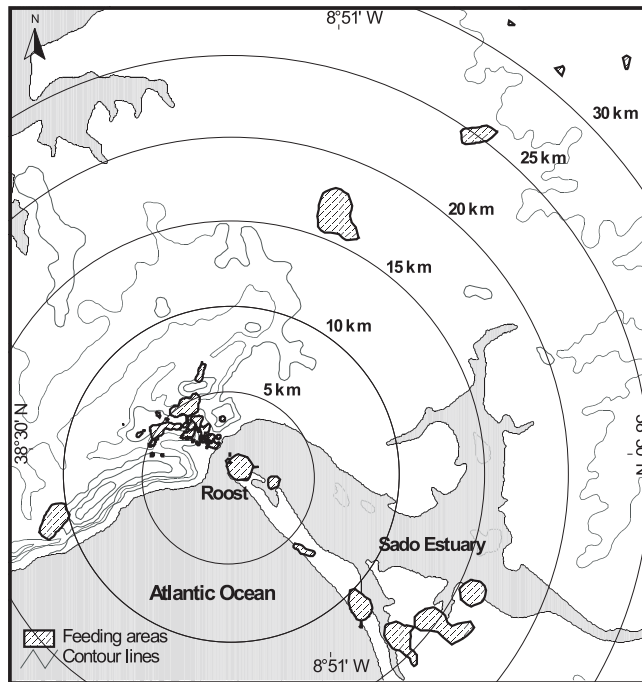 N
8°51' W
30 km
25 km
20 km
15 km
10 km
5 km
38°30' N
Roost
Sado Estuary
Atlantic Ocean
Feeding areas
Contour lines
8°51' W